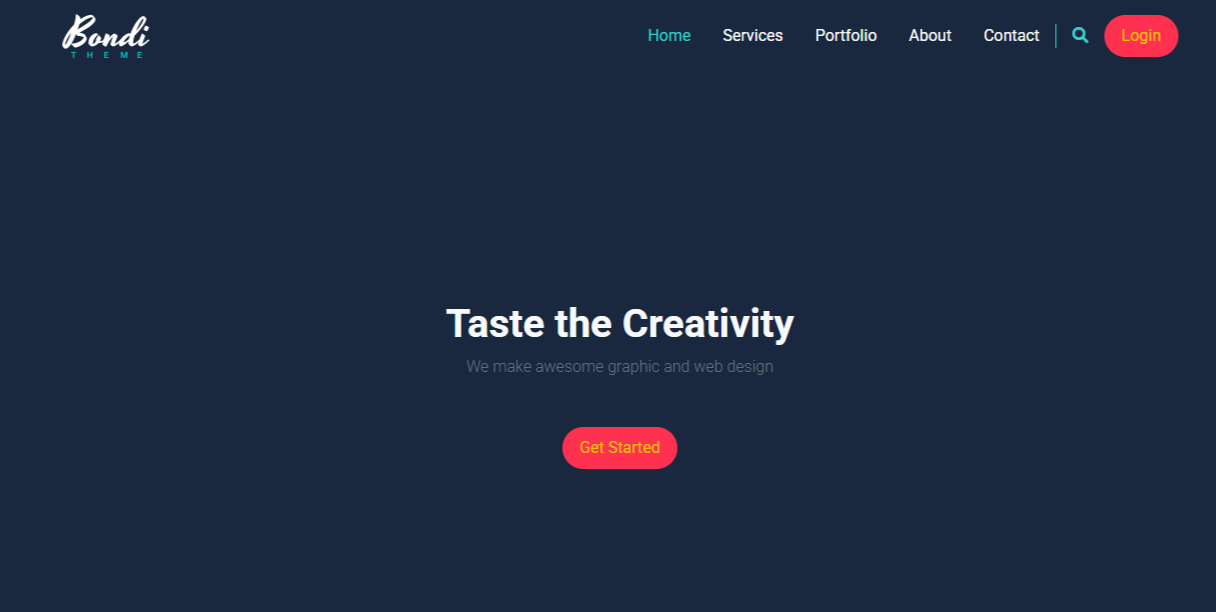 Bondi
THEME
Home Services Portfolio About Contact Login
Taste the Creativity
We make awesome graphic and web design
Get Started